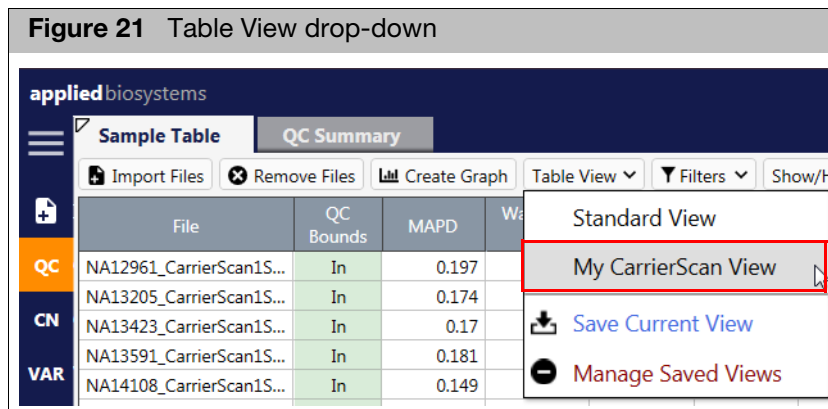 Figure 21 Table View drop-down
appliedbiosystems
Sample Table QC Summary
Import Files Remove Files Create Graph Table View Filters Show/H
File QC Bounds MAPD Wa
Standard View
QC NA12961_CarrierScan1S... In 0.197 My CarrierScan View
NA13205_CarrierScan1S... In 0.174
CN NA13423_CarrierScan1S... In 0.17 Save Current View
NA13591_CarrierScan1S... In 0.181
VAR NA14108_CarrierScan1S... In 0.149 Manage Saved Views